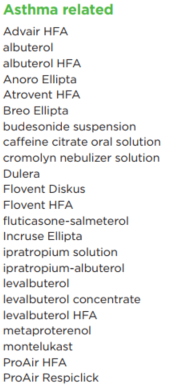 Asthma related
Advair HFA
albuterol
albuterol HFA
Anoro Ellipta
Atrovent HFA
Breo Ellipta
budesonide suspension
caffeine citrate oral solution
cromolyn nebulizer solution
Dulera
Flovent Diskus
Flovent HFA
fluticasone-salmeterol
Incruse Ellipta
ipratropium solution
ipratropium-albuterol
levalbuterol
levalbuterol concentrate
levalbuterol HFA
metaproterenol
montelukast
ProAir HFA
ProAir Respiclick